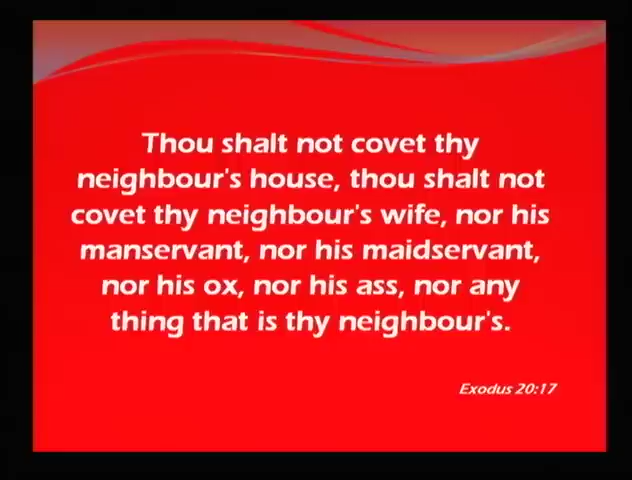 Thou shalt not covet thy
neighbour's house, thou shalt not
covet thy neighbour's wife, nor his
manservant, nor his maidservant,
nor his ox, nor his ass, nor any
thing that is thy neighbour's.
Exodus 20:17